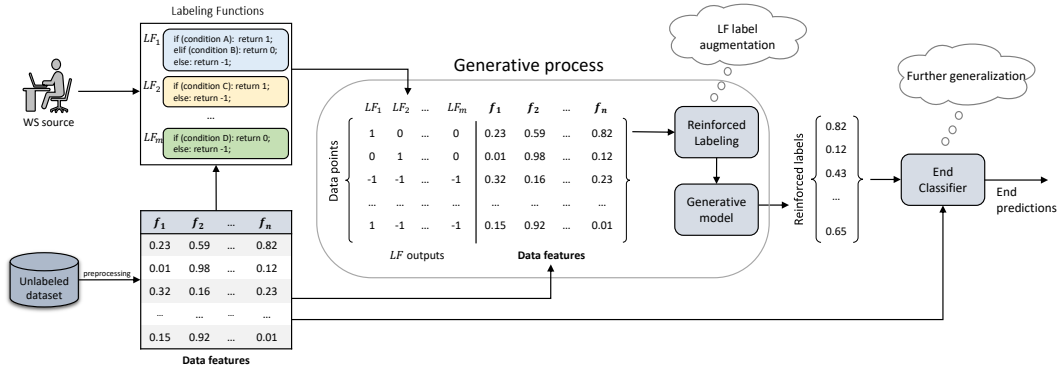 Labeling Functions
LF1 if (condition A): return 1;
elif (condition B): return 0;
else: return -1;
LF2 if (condition C): return 1;
else: return -1;
...
LFm if (condition D): return 0;
else: return -1;
WS source
Unlabeled
dataset
preprocessing
f1 f2 ... fn
0.23 0.59 ... 0.82
0.01 0.98 ... 0.12
0.32 0.16 ... 0.23
... ... ...
0.15 0.92 ... 0.01
Data features
Generative process
LF1 LF2 ... LFm f1 f2 ... fn
Data points
1 0 ... 0 0.23 0.59 ... 0.82
0 1 ... 0 0.01 0.98 ... 0.12
-1 -1 ... -1 0.32 0.16 ... 0.23
... ... ... ... ... ...
1 -1 ... -1 0.15 0.92 ... 0.01
LF outputs
Data features
LF label
augmentation
Reinforced
Labeling
Generative
model
Reinforced labels
0.82
0.12
0.43
...
0.65
Further generalization
End
Classifier
End
predictions